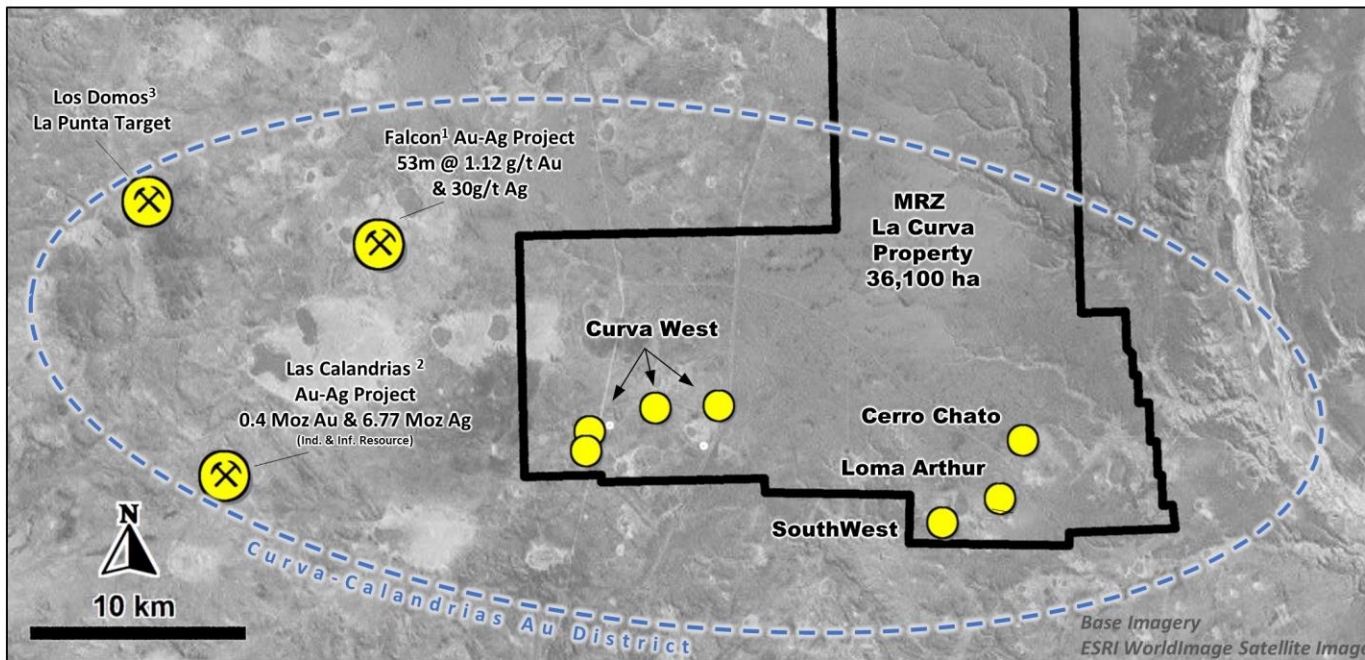 Los Domos³
La Punta Target
Falcon¹ Au-Ag Project
53m @ 1.12 g/t Au
& 30g/t Ag
MRZ
La Curva
Property
36,100 ha
Curva West
Las Calandrias ²
Au-Ag Project
0.4 Moz Au & 6.77 Moz Ag
(Ind. & Inf. Resource)
Cerro Chato
Loma Arthur
SouthWest
N
10 km
Curva-Calandrias Au District
Base Imagery
ESRI WorldImage Satellite Image